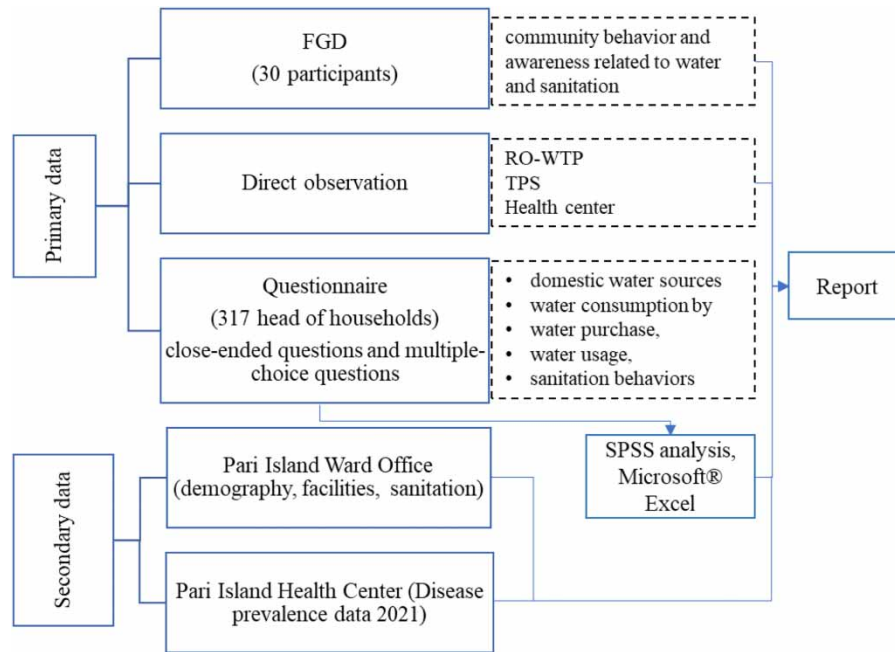 Primary data
FGD
(30 participants)
community behavior and
awareness related to water
and sanitation
Direct observation
RO-WTP
TPS
Health center
Questionnaire
(317 head of households)
close-ended questions and multiple-
choice questions
• domestic water sources
• water consumption by
• water purchase,
• water usage,
• sanitation behaviors
Report
SPSS analysis,
Microsoft®
Excel
Secondary data
Pari Island Ward Office
(demography, facilities, sanitation)
Pari Island Health Center (Disease
prevalence data 2021)